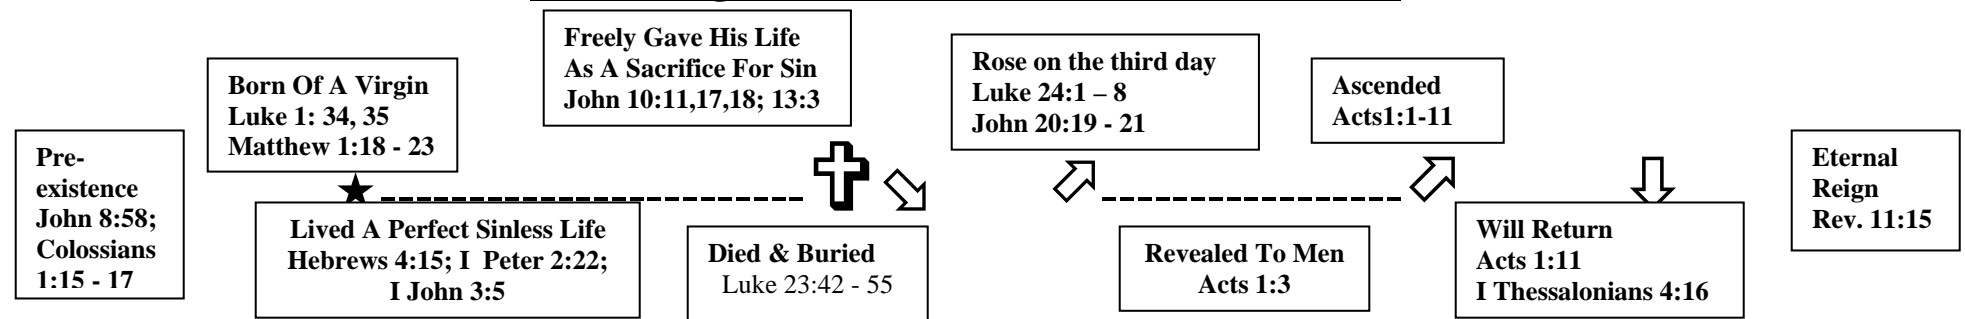 Pre-
existence
John 8:58;
Colossians
1:15 - 17
Born Of A Virgin
Luke 1: 34, 35
Matthew 1:18 - 23
Lived A Perfect Sinless Life
Hebrews 4:15; I  Peter 2:22;
I John 3:5
Freely Gave His Life
As A Sacrifice For Sin
John 10:11,17,18; 13:3
Died & Buried
Luke 23:42 - 55
Rose on the third day
Luke 24:1 – 8
John 20:19 - 21
Revealed To Men
Acts 1:3
Ascended
Acts1:1-11
Will Return
Acts 1:11
I Thessalonians 4:16
Eternal
Reign
Rev. 11:15